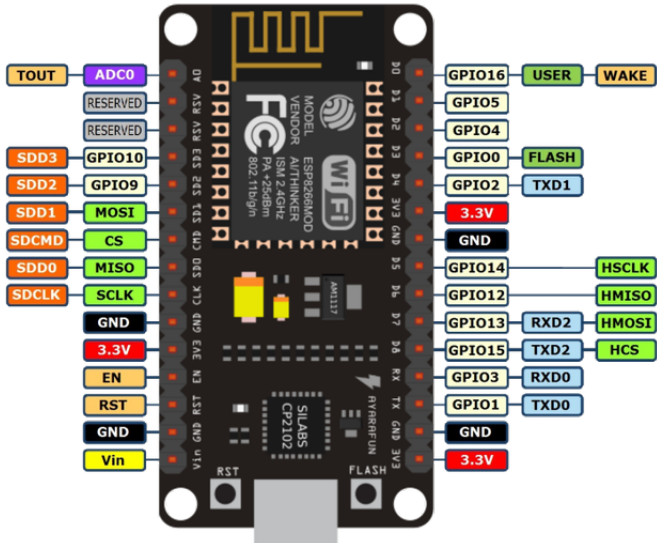 TOUT ADC0 A0 D0 GPIO16 USER WAKE
RESERVED RSV D1 GPIO5
RESERVED RSV D2 GPIO4
SDD3 GPIO10 SD3 D3 GPIO0 FLASH
SDD2 GPIO9 SD2 D4 GPIO2 TXD1
SDD1 MOSI SD1 3V3 3.3V
SDCMD CS CMD GND GND
SDD0 MISO SD0 D5 GPIO14 HSCLK
SDCLK SCLK CLK D6 GPIO12 HMISO
GND GND D7 GPIO13 RXD2 HMOSI
3.3V 3V3 D8 GPIO15 TXD2 HCS
EN EN RX GPIO3 RXD0
RST RST TX GPIO1 TXD0
GND GND GND GND
Vin Vin 3V3 3.3V
MODEL ESP8266MOD
VENDOR AI/THINKER
ISM 2.4GHz
PA +25dBm
802.11b/g/n
FC
Wi Fi
AM1117
SILABS
CP2102
AYARAFUN
RST
FLASH